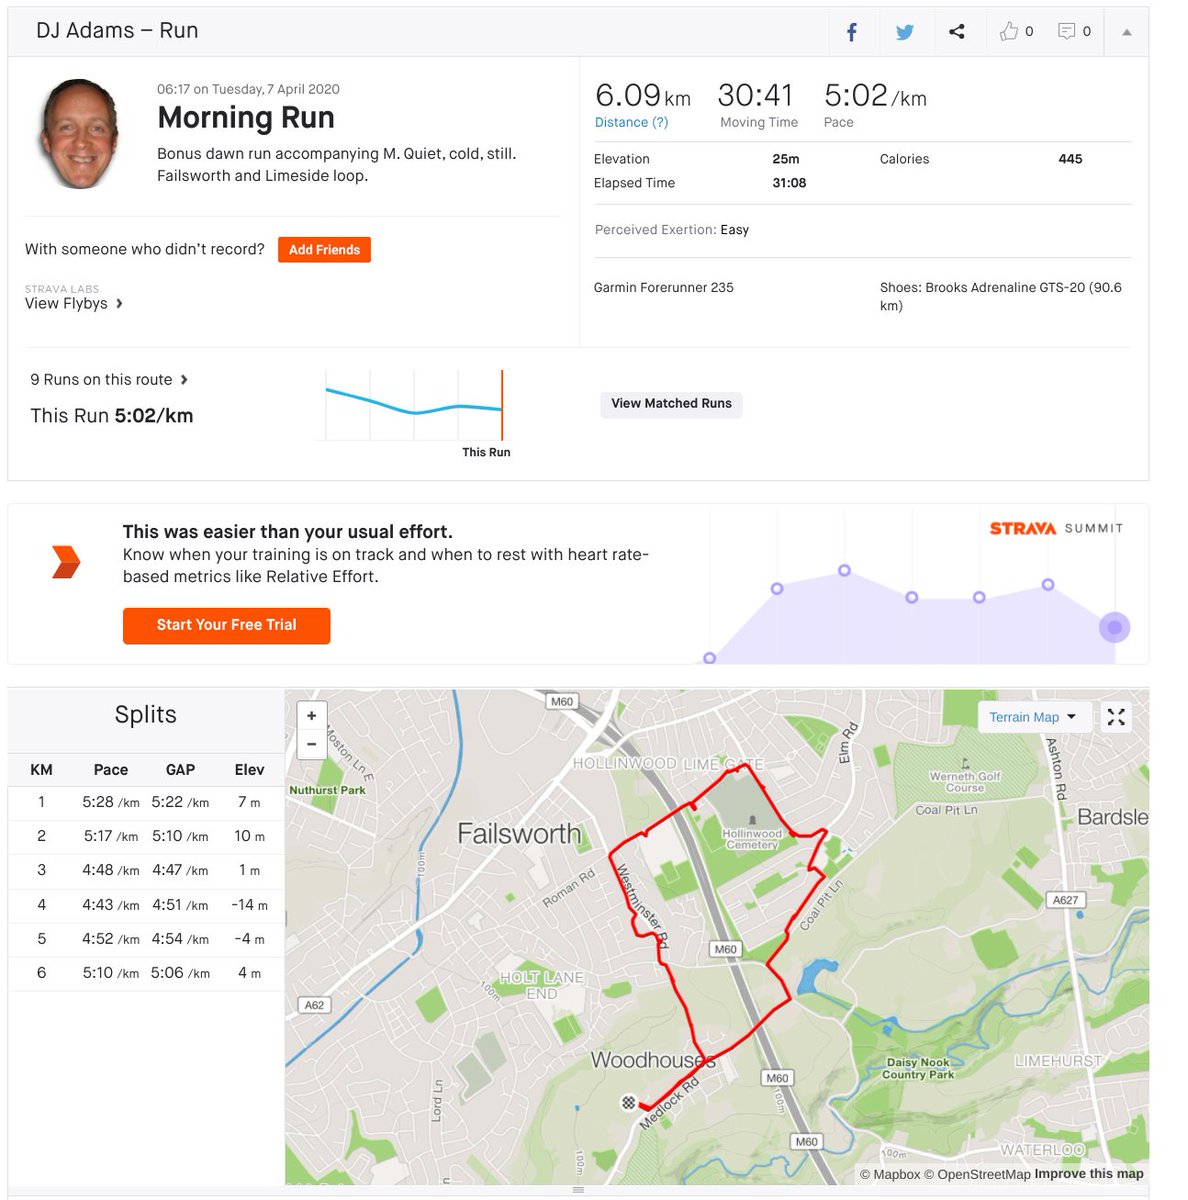 DJ Adams – Run
0
0
06:17 on Tuesday, 7 April 2020
Morning Run
Bonus dawn run accompanying M. Quiet, cold, still.
Failsworth and Limeside loop.
With someone who didn't record?
Add Friends
STRAVA LABS
View Flybys
6.09 km 30:41 5:02 /km
Distance (?) Moving Time Pace
Elevation 25m Calories 445
Elapsed Time 31:08
Perceived Exertion: Easy
Garmin Forerunner 235
Shoes: Brooks Adrenaline GTS-20 (90.6
km)
9 Runs on this route
This Run 5:02/km
This Run
View Matched Runs
This was easier than your usual effort.
Know when your training is on track and when to rest with heart rate-
based metrics like Relative Effort.
Start Your Free Trial
STRAVA SUMMIT
Splits
KM Pace GAP Elev
1 5:28 /km 5:22 /km 7 m
2 5:17 /km 5:10 /km 10 m
3 4:48 /km 4:47 /km 1 m
4 4:43 /km 4:51 /km -14 m
5 4:52 /km 4:54 /km -4 m
6 5:10 /km 5:06 /km 4 m
+
−
Terrain Map
M60
Moston Ln E
Nuthurst Park
HOLLINWOOD LIME GATE
Elm Rd
Ashton Rd
Werneth Golf
Course
Coal Pit Ln
Bardsle
Failsworth
Hollinwood
Cemetery
100m
Roman Rd
Westminster Rd
Coal Pit Ln
A627
M60
HOLT LANE
END
100m
A62
Woodhouses
Daisy Nook
Country Park
LIMEHURST
M60
100m
Lord Ln
Medlock Rd
M60
100m
100m
WATERLOO
© Mapbox © OpenStreetMap Improve this map